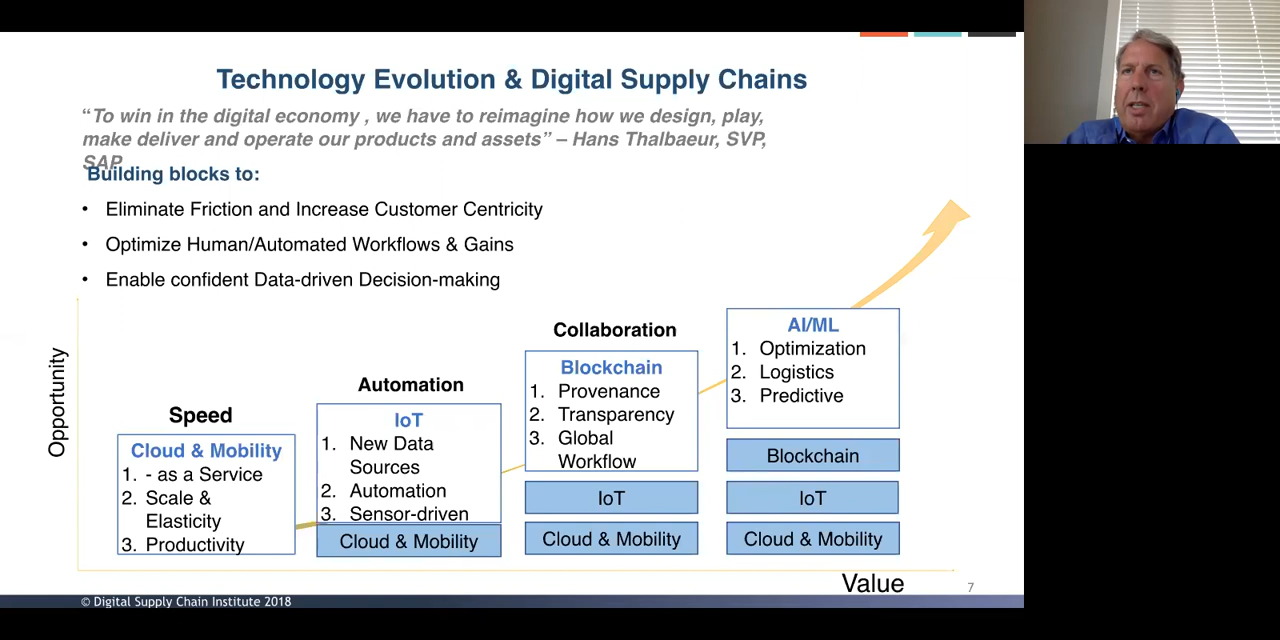 Technology Evolution & Digital Supply Chains
“To win in the digital economy , we have to reimagine how we design, play,
make deliver and operate our products and assets” – Hans Thalbaeur, SVP,
SAP
Building blocks to:
• Eliminate Friction and Increase Customer Centricity
• Optimize Human/Automated Workflows & Gains
• Enable confident Data-driven Decision-making
Opportunity
Speed
Cloud & Mobility
1. - as a Service
2. Scale &
Elasticity
3. Productivity
Automation
IoT
1. New Data
Sources
2. Automation
3. Sensor-driven
Cloud & Mobility
Collaboration
Blockchain
1. Provenance
2. Transparency
3. Global
Workflow
IoT
Cloud & Mobility
AI/ML
1. Optimization
2. Logistics
3. Predictive
Blockchain
IoT
Cloud & Mobility
Value
7
© Digital Supply Chain Institute 2018